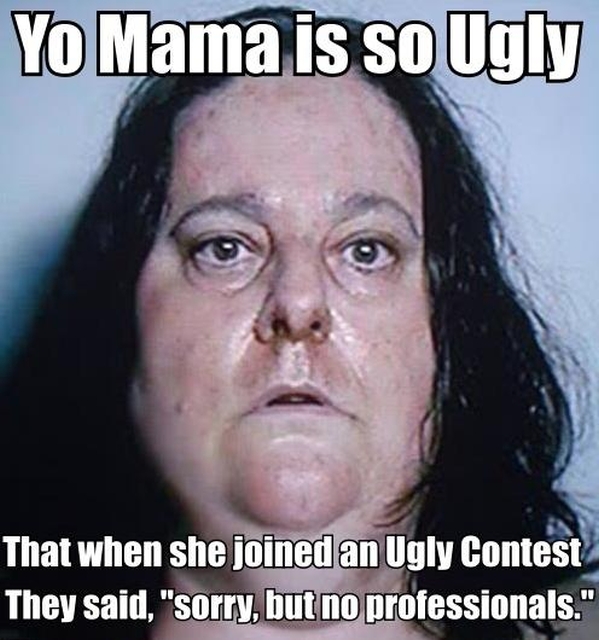 Yo Mama is so Ugly
That when she joined an Ugly Contest
They said, "sorry, but no professionals."